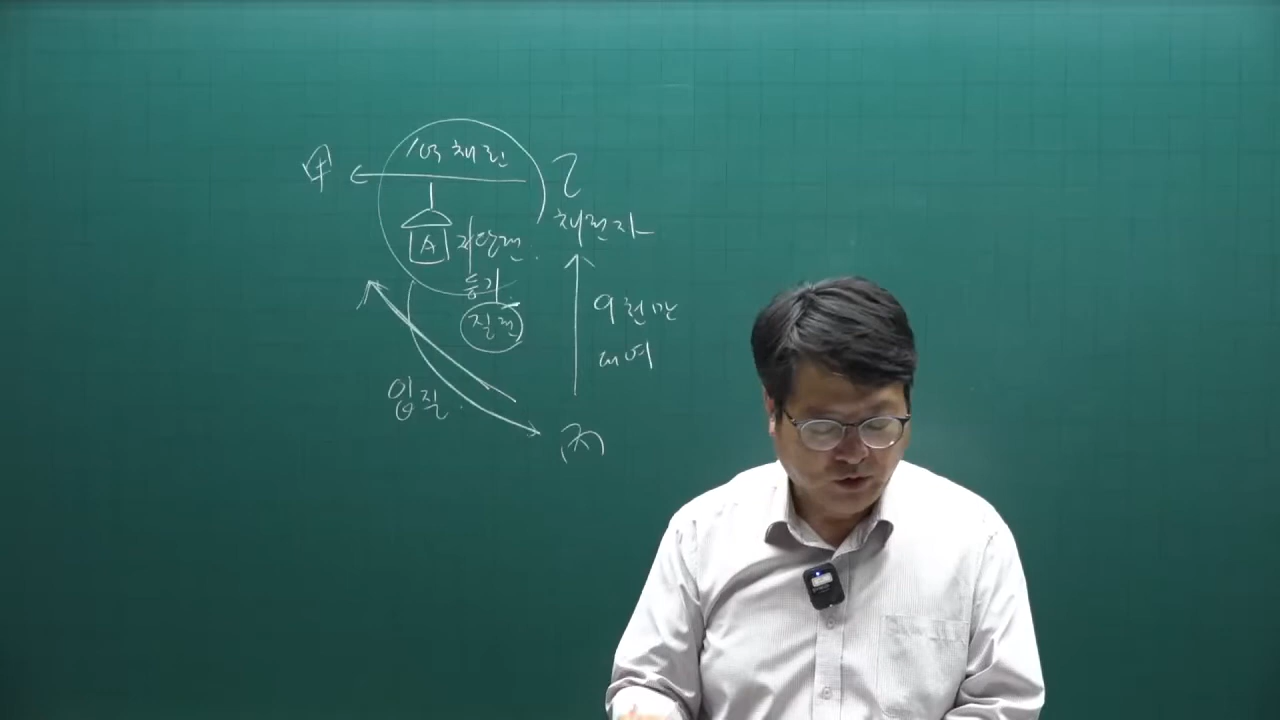 甲 1억 채권 乙
채권자
A 저당권.
등기
질권
9천만
대여
입질.
丙